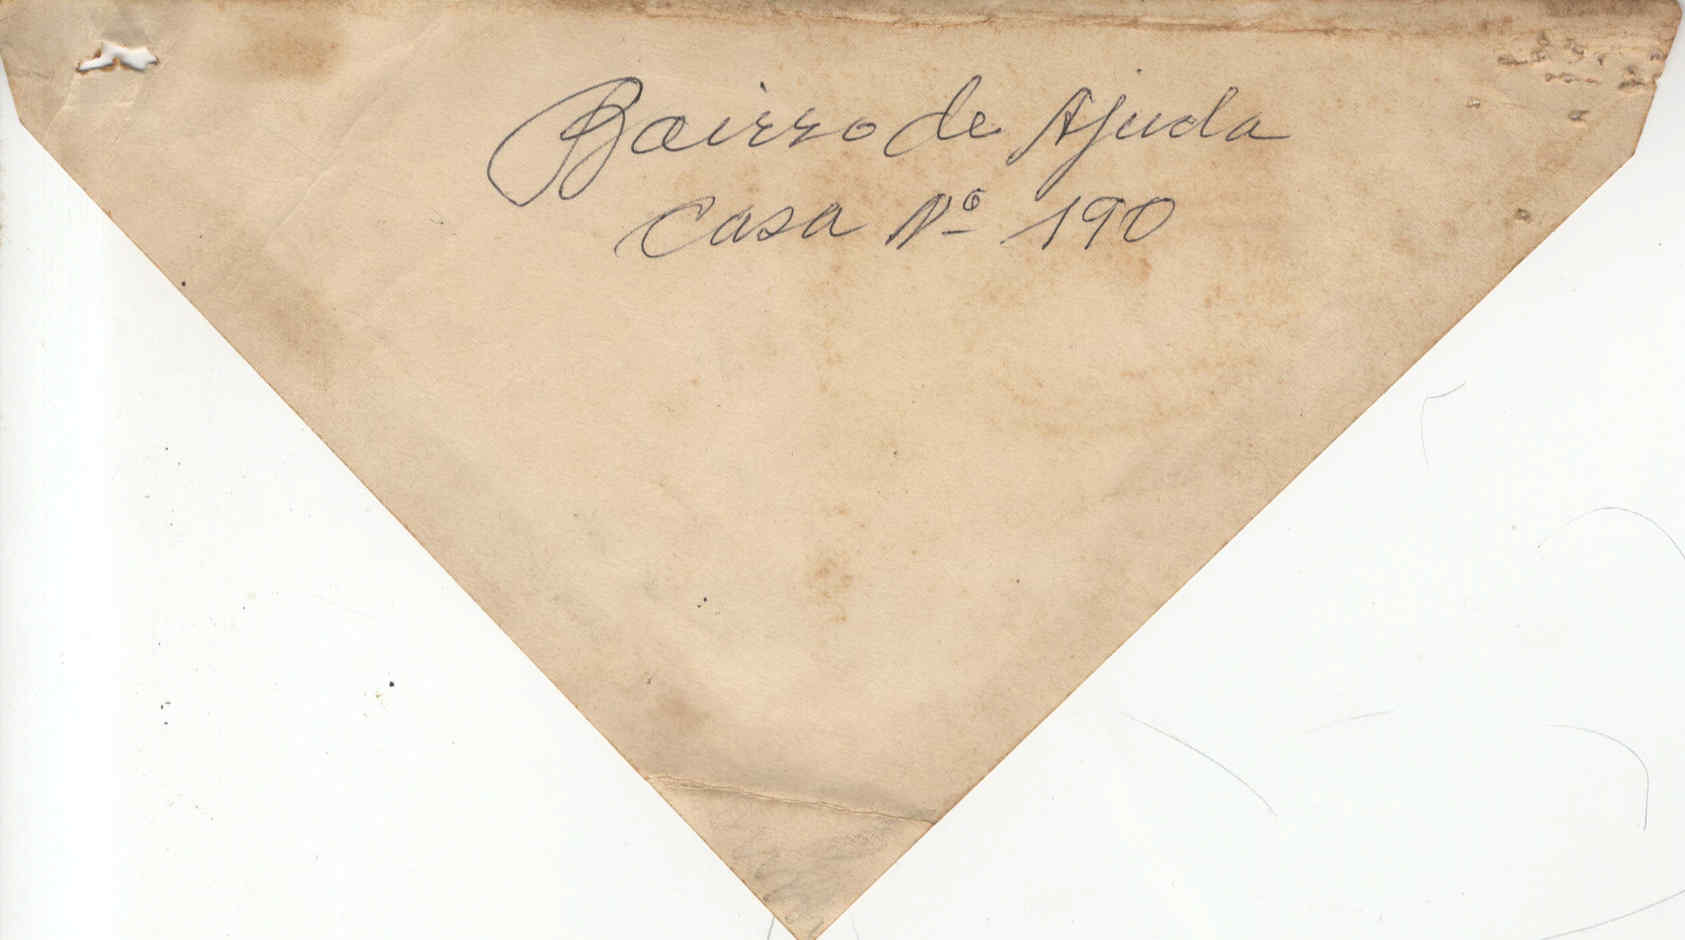 Bairro de Ajuda
Casa Nº 190